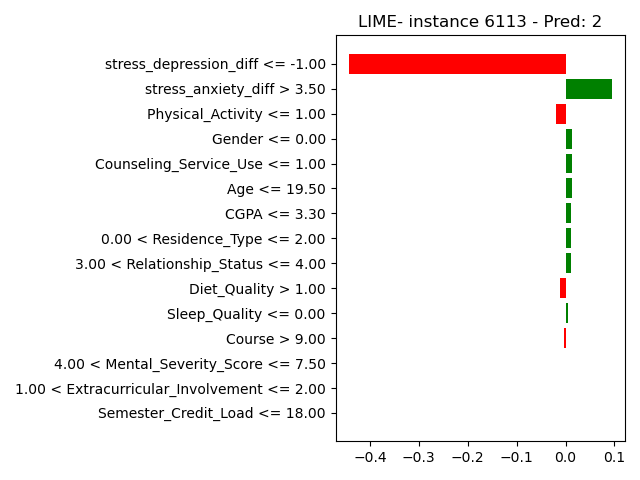 LIME- instance 6113 - Pred: 2
stress_depression_diff <= -1.00
stress_anxiety_diff > 3.50
Physical_Activity <= 1.00
Gender <= 0.00
Counseling_Service_Use <= 1.00
Age <= 19.50
CGPA <= 3.30
0.00 < Residence_Type <= 2.00
3.00 < Relationship_Status <= 4.00
Diet_Quality > 1.00
Sleep_Quality <= 0.00
Course > 9.00
4.00 < Mental_Severity_Score <= 7.50
1.00 < Extracurricular_Involvement <= 2.00
Semester_Credit_Load <= 18.00
−0.4 −0.3 −0.2 −0.1 0.0 0.1